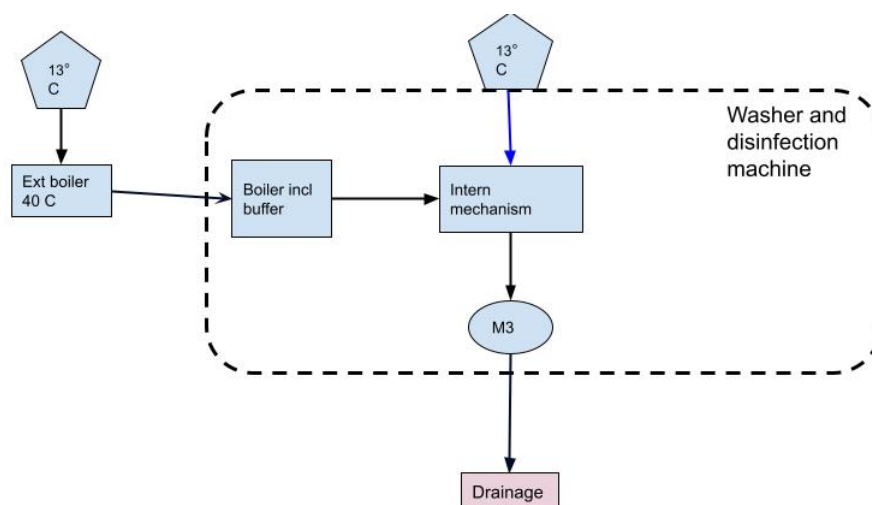 13°
C
13°
C
Washer and
disinfection
machine
Ext boiler
40 C
Boiler incl
buffer
Intern
mechanism
M3
Drainage